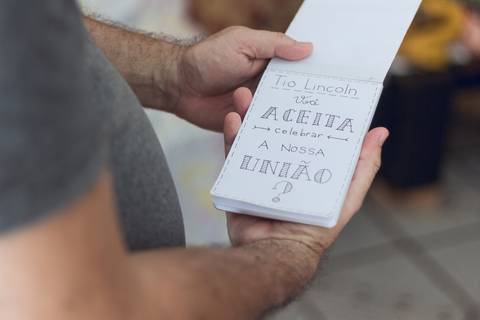 Tio Lincoln
Você
ACEITA
celebrar
A NOSSA
UNIÃO
?